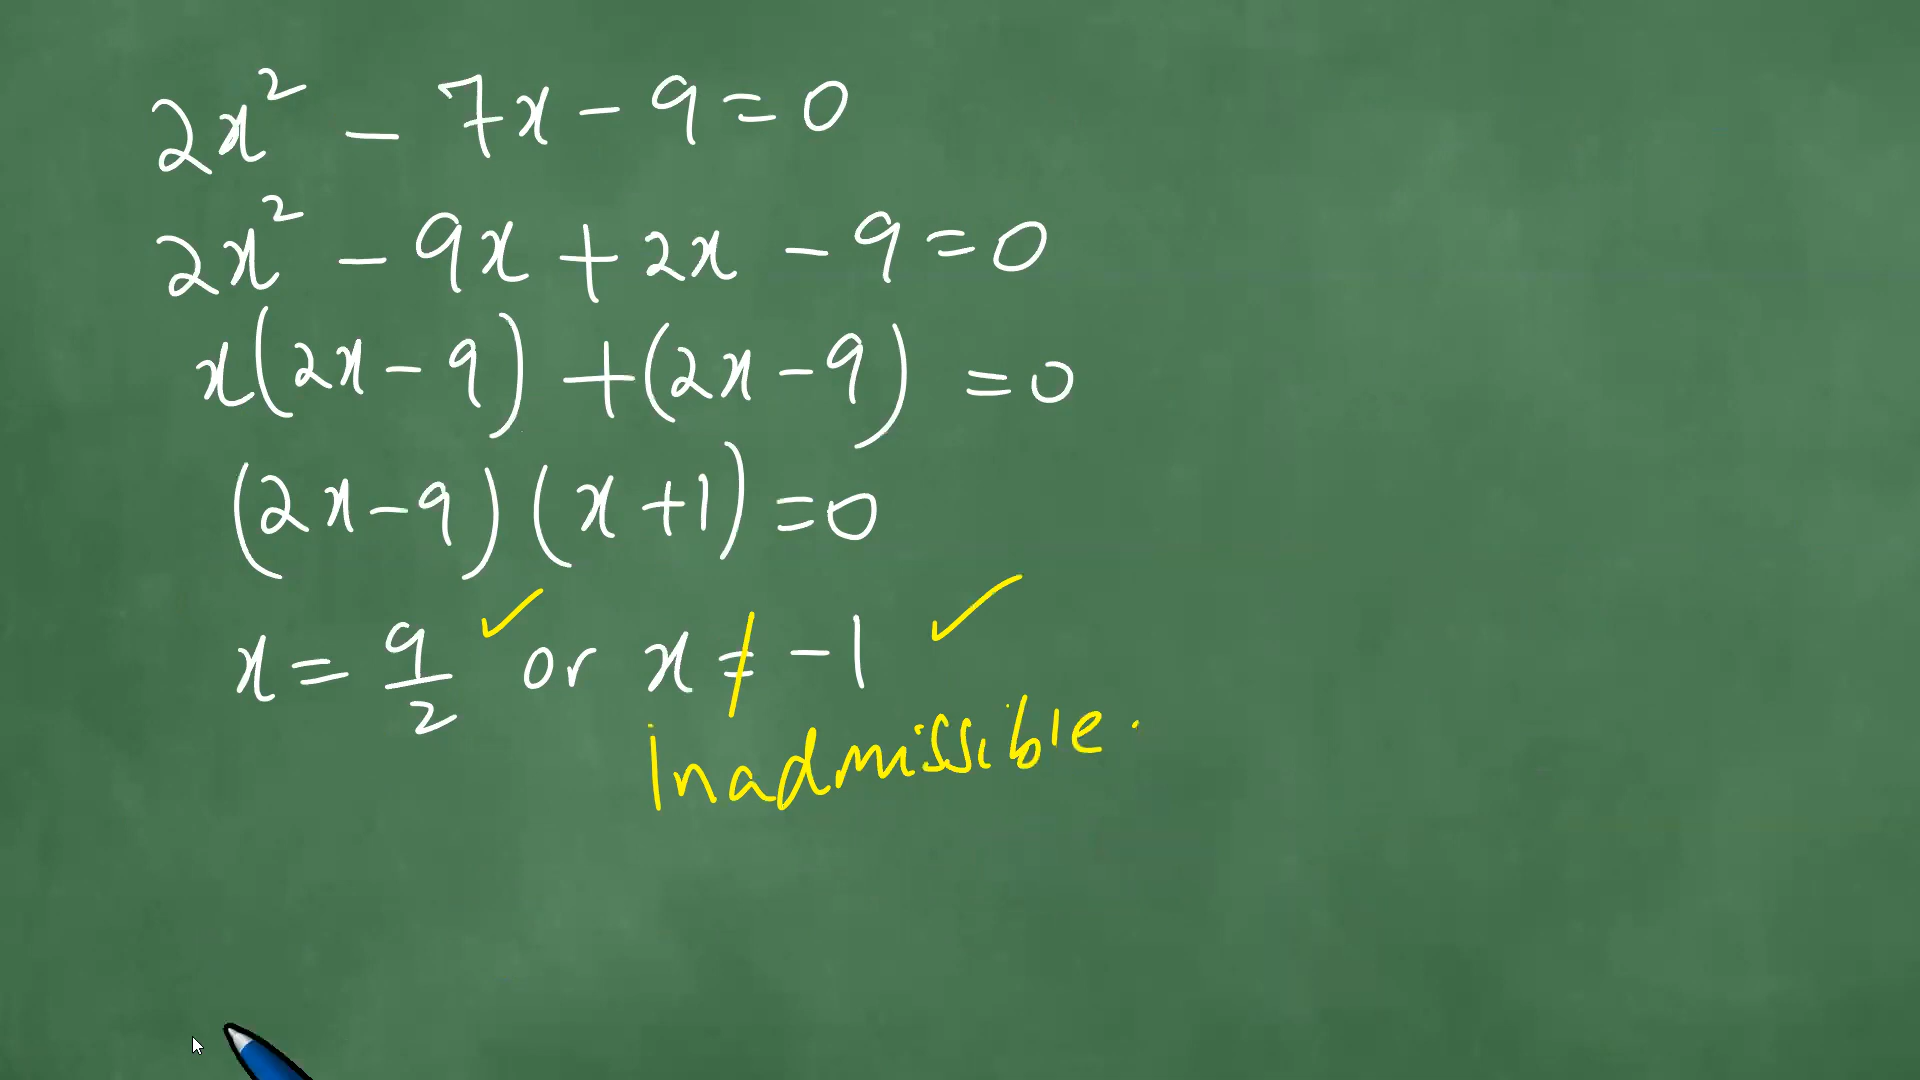 2x² - 7x - 9 = 0
2x² - 9x + 2x - 9 = 0
x(2x - 9) + (2x - 9) = 0
(2x - 9)(x + 1) = 0
x = 9/2 ✓ or x ≠ -1 ✓
Inadmissible.